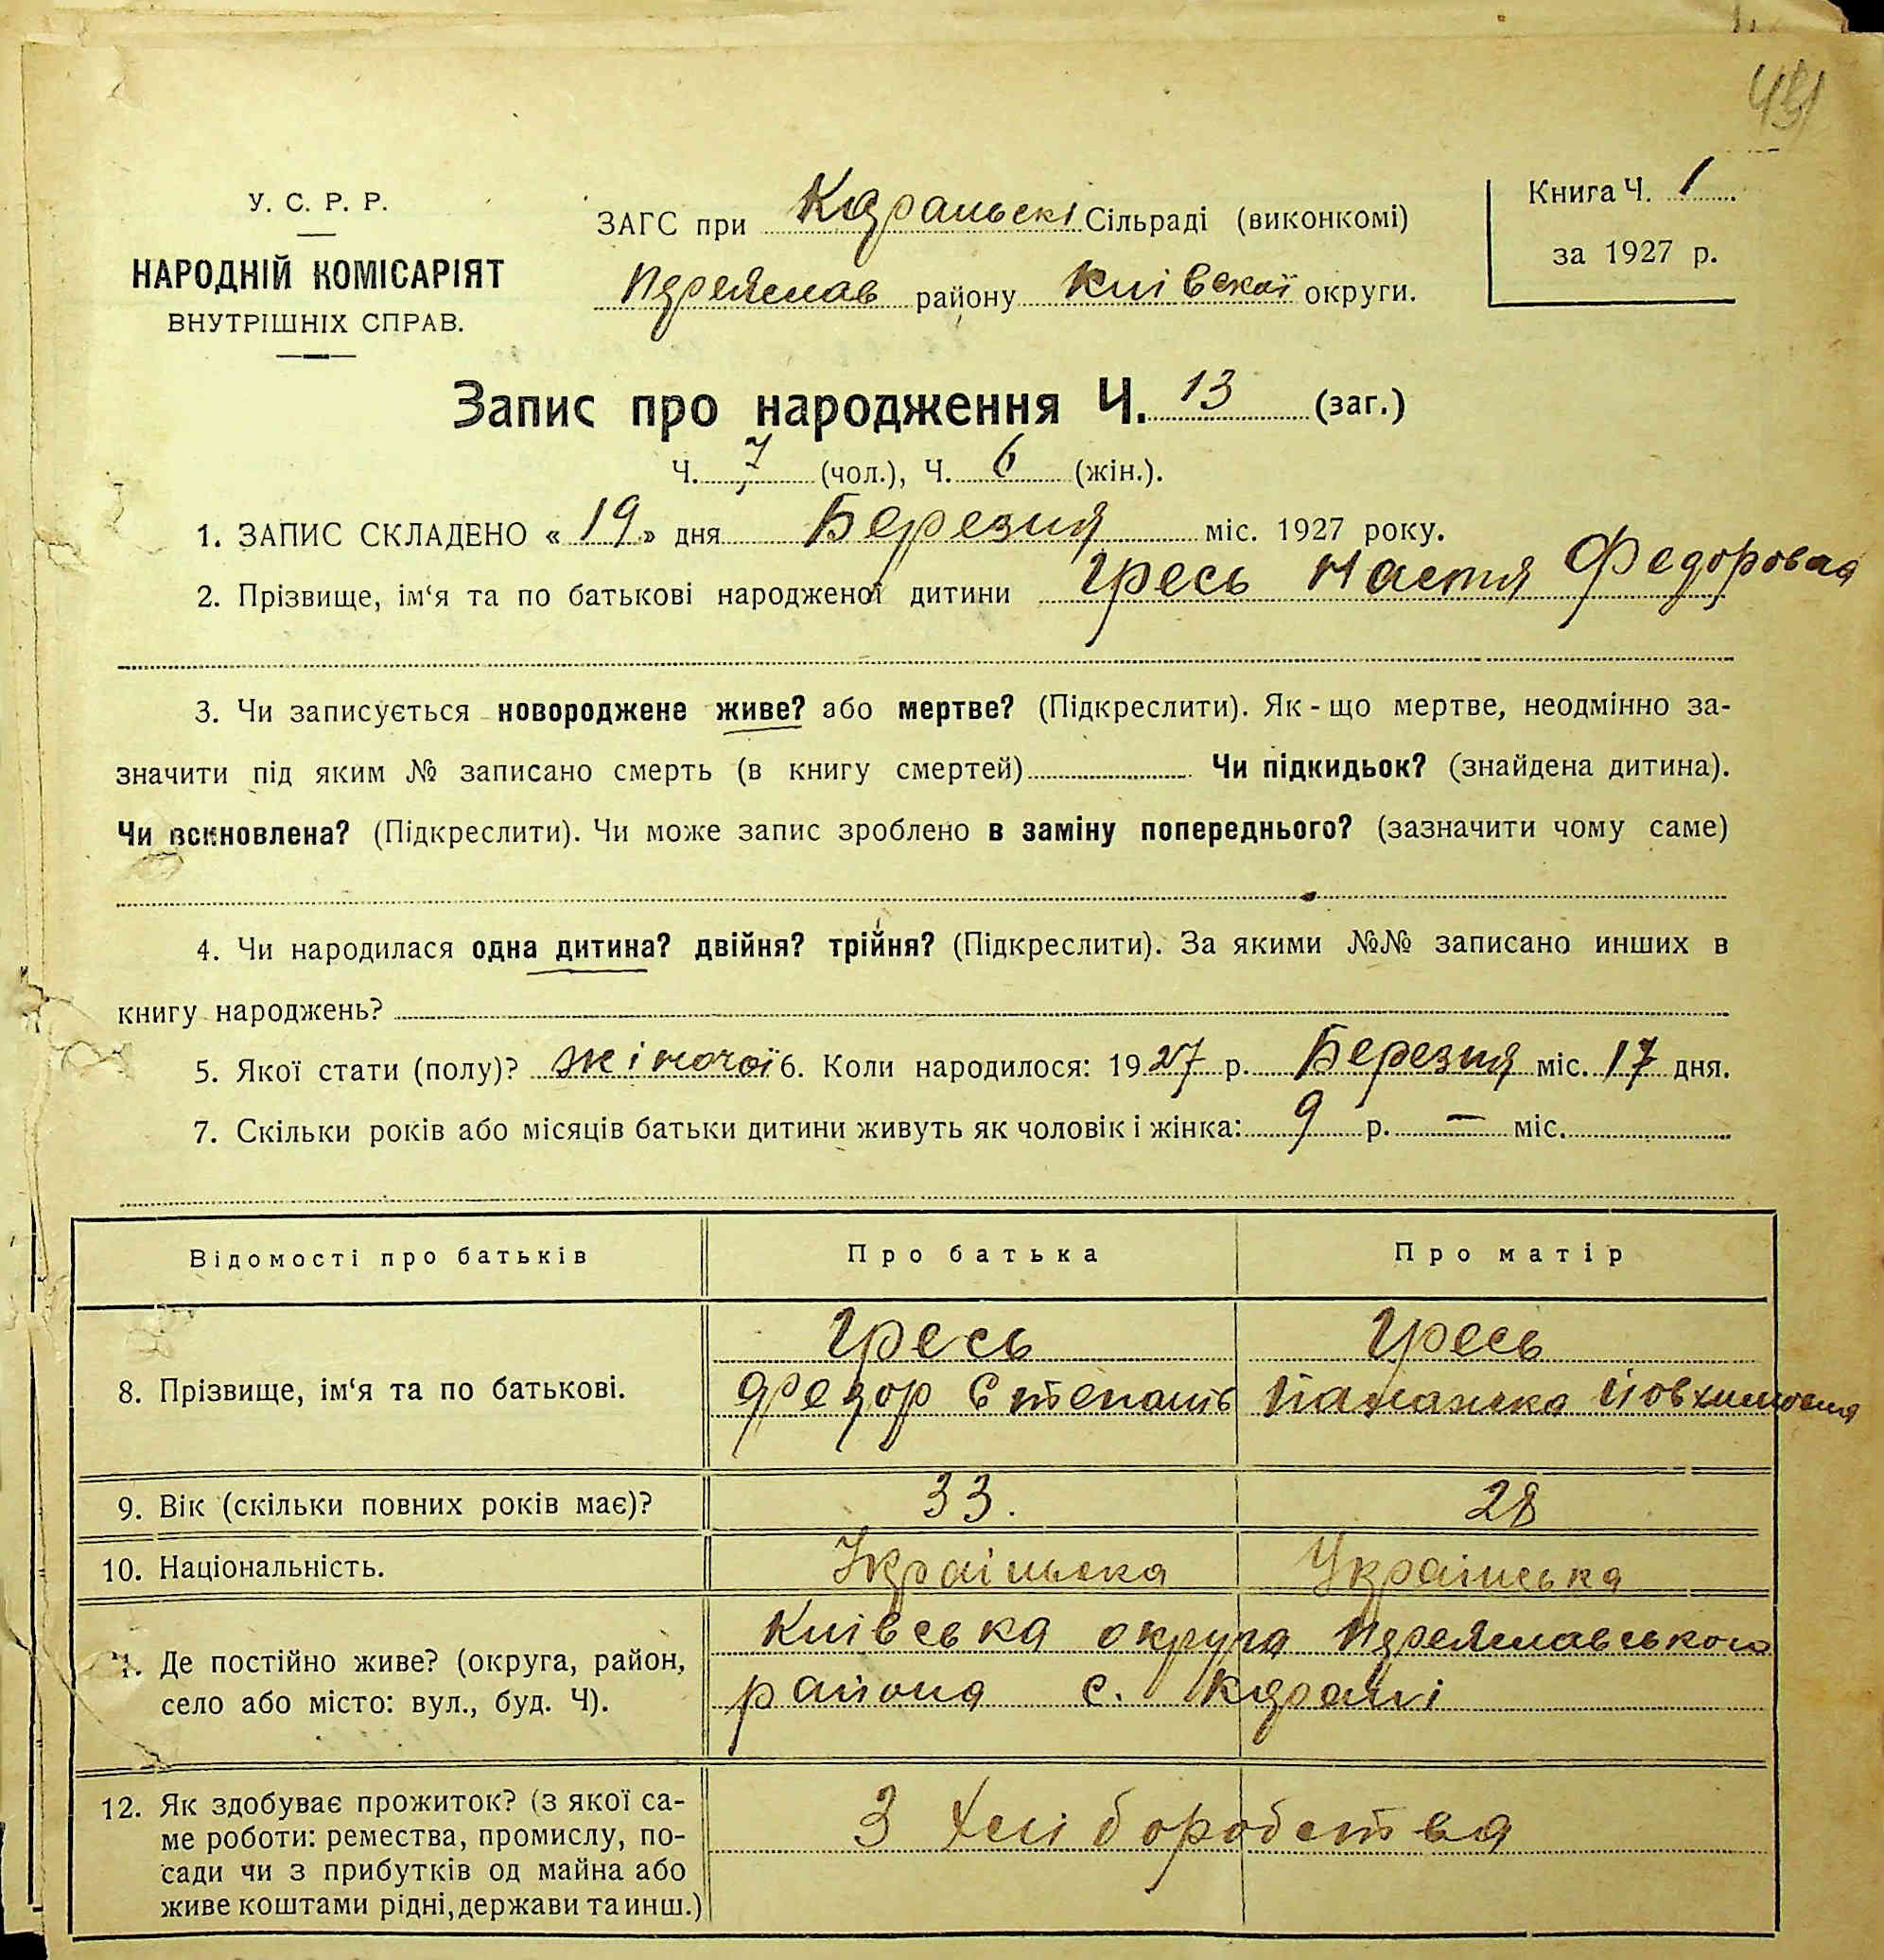 У. С. Р. Р.
НАРОДНІЙ КОМІСАРІЯТ
ВНУТРІШНІХ СПРАВ.
ЗАГС при Каральскі Сільраді (виконкомі)
Переяслав району Київскої округи.
Книга Ч. 1
за 1927 р.
Запис про народження Ч. 13 (заг.)
Ч. 7 (чол.), Ч. 6 (жін.).
1. ЗАПИС СКЛАДЕНО « 19 » дня Березня міс. 1927 року.
2. Прізвище, ім‘я та по батькові народженої дитини Гресь Настя Федоровна
3. Чи записується новороджене живе? або мертве? (Підкреслити). Як - що мертве, неодмінно за-
значити під яким № записано смерть (в книгу смертей) Чи підкидьок? (знайдена дитина).
Чи всиновлена? (Підкреслити). Чи може запис зроблено в заміну попереднього? (зазначити чому саме)
4. Чи народилася одна дитина? двійня? трійня? (Підкреслити). За якими №№ записано инших в
книгу народжень?
5. Якої стати (полу)? жіночої 6. Коли народилося: 1927 р. Березня міс. 17 дня.
7. Скільки років або місяців батьки дитини живуть як чоловік і жінка: 9 р. — міс.
Відомості про батьків Про батька Про матір
Гресь Гресь
8. Прізвище, ім‘я та по батькові. Федор Степанів Панажка
9. Вік (скільки повних років має)? 33. 28
10. Національність. Українька Українська
Київська округа Переяславського
Де постійно живе? (округа, район,
село або місто: вул., буд. Ч). района с. Карані
12. Як здобуває прожиток? (з якої са-
ме роботи: ремества, промислу, по-
сади чи з прибутків од майна або
живе коштами рідні, держави та инш.)
З хліборобства